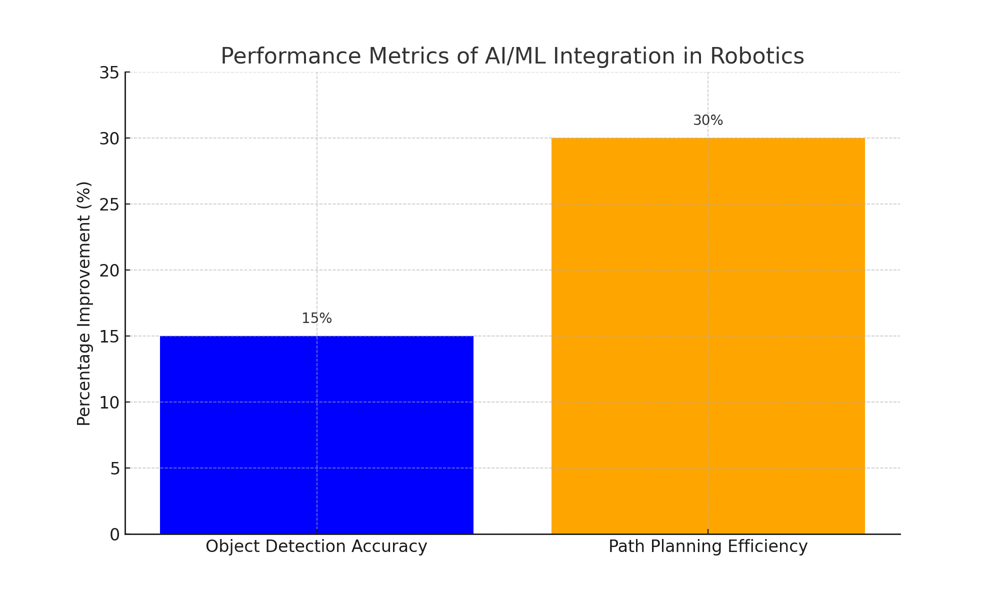 Performance Metrics of AI/ML Integration in Robotics
Percentage Improvement (%)
35
30
25
20
15
10
5
0
15%
30%
Object Detection Accuracy
Path Planning Efficiency